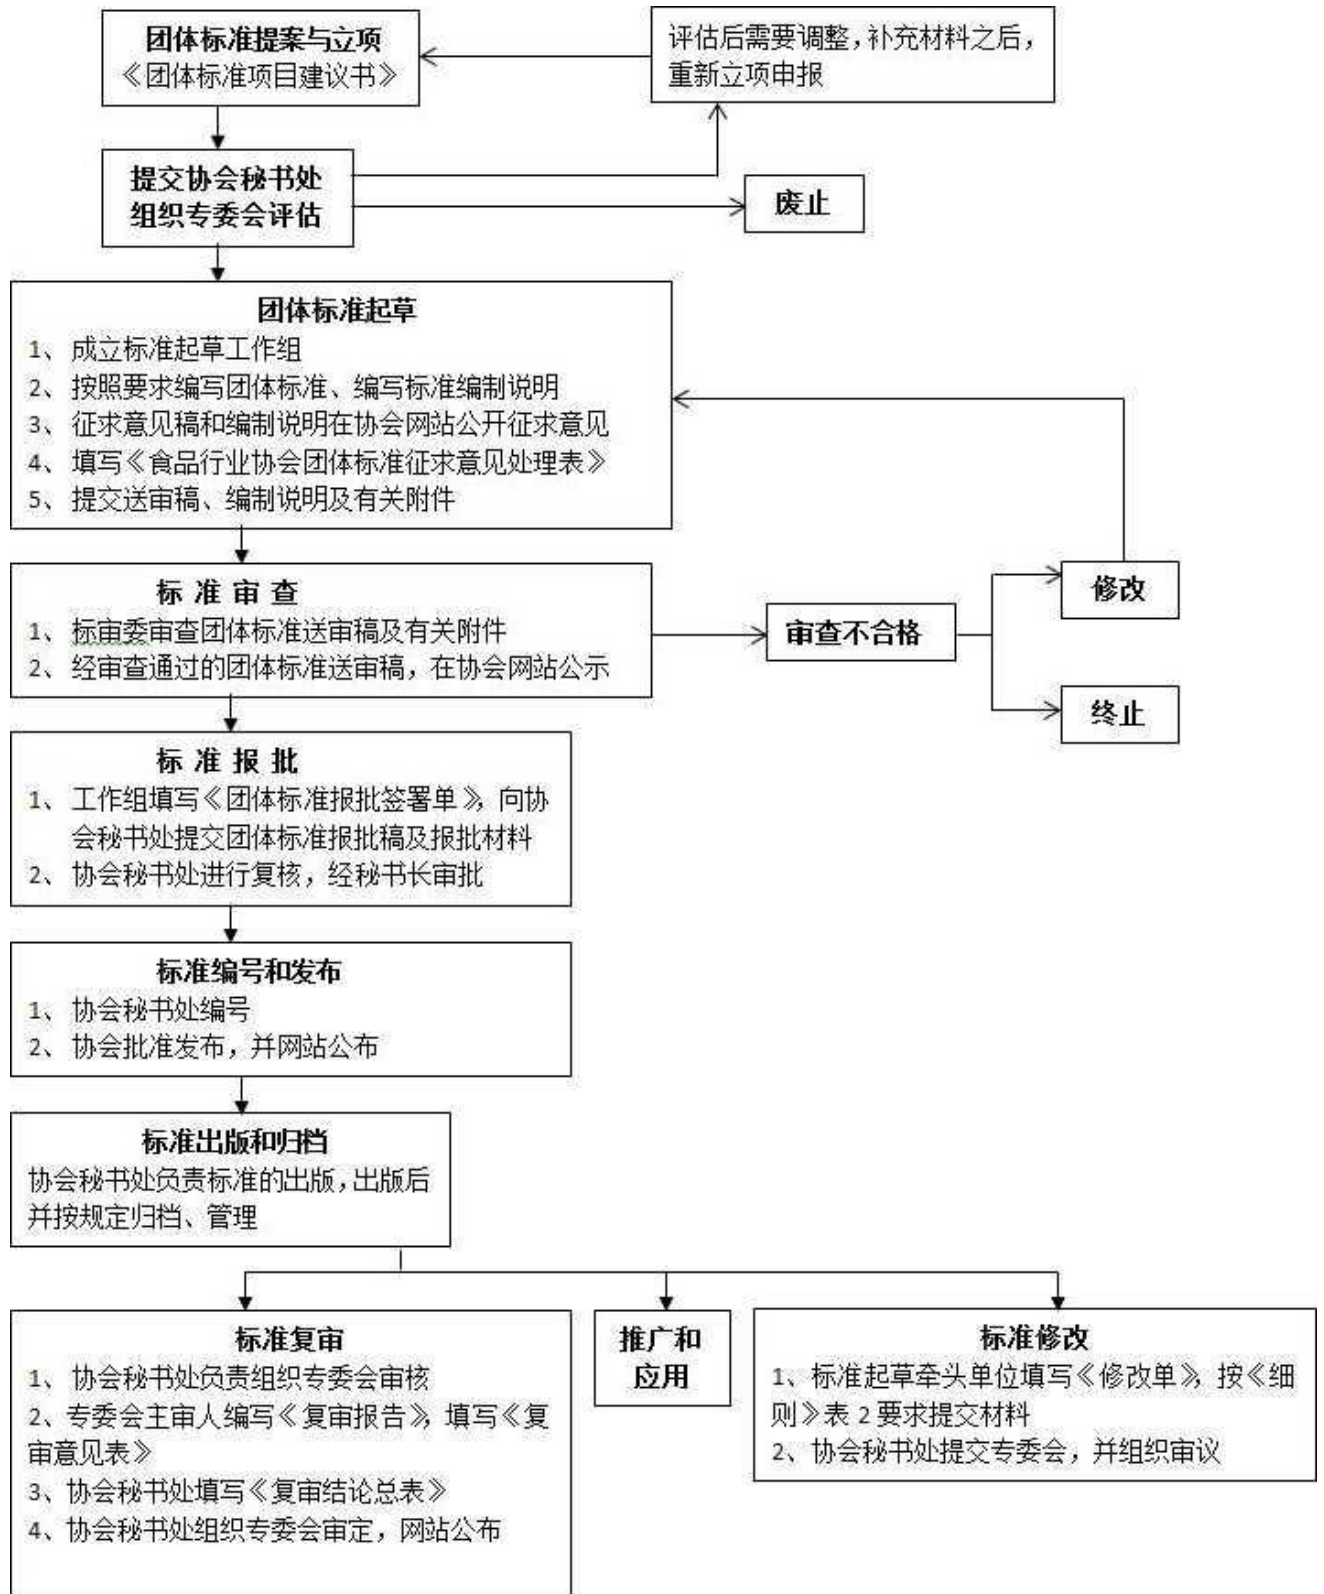 团体标准提案与立项
《团体标准项目建议书》
评估后需要调整,补充材料之后,
重新立项申报
提交协会秘书处
组织专委会评估
废止
团体标准起草
1、成立标准起草工作组
2、按照要求编写团体标准、编写标准编制说明
3、征求意见稿和编制说明在协会网站公开征求意见
4、填写《食品行业协会团体标准征求意见处理表》
5、提交送审稿、编制说明及有关附件
标 准 审 查
1、标审委审查团体标准送审稿及有关附件
2、经审查通过的团体标准送审稿，在协会网站公示
审查不合格
修改
终止
标 准 报 批
1、工作组填写《团体标准报批签署单》，向协
会秘书处提交团体标准报批稿及报批材料
2、协会秘书处进行复核，经秘书长审批
标准编号和发布
1、协会秘书处编号
2、协会批准发布，并网站公布
标准出版和归档
协会秘书处负责标准的出版,出版后
并按规定归档、管理
标准复审
1、协会秘书处负责组织专委会审核
2、专委会主审人编写《复审报告》，填写《复
审意见表》
3、协会秘书处填写《复审结论总表》
4、协会秘书处组织专委会审定，网站公布
推广和
应用
标准修改
1、标准起草牵头单位填写《修改单》，按《细
则》表 2 要求提交材料
2、协会秘书处提交专委会，并组织审议